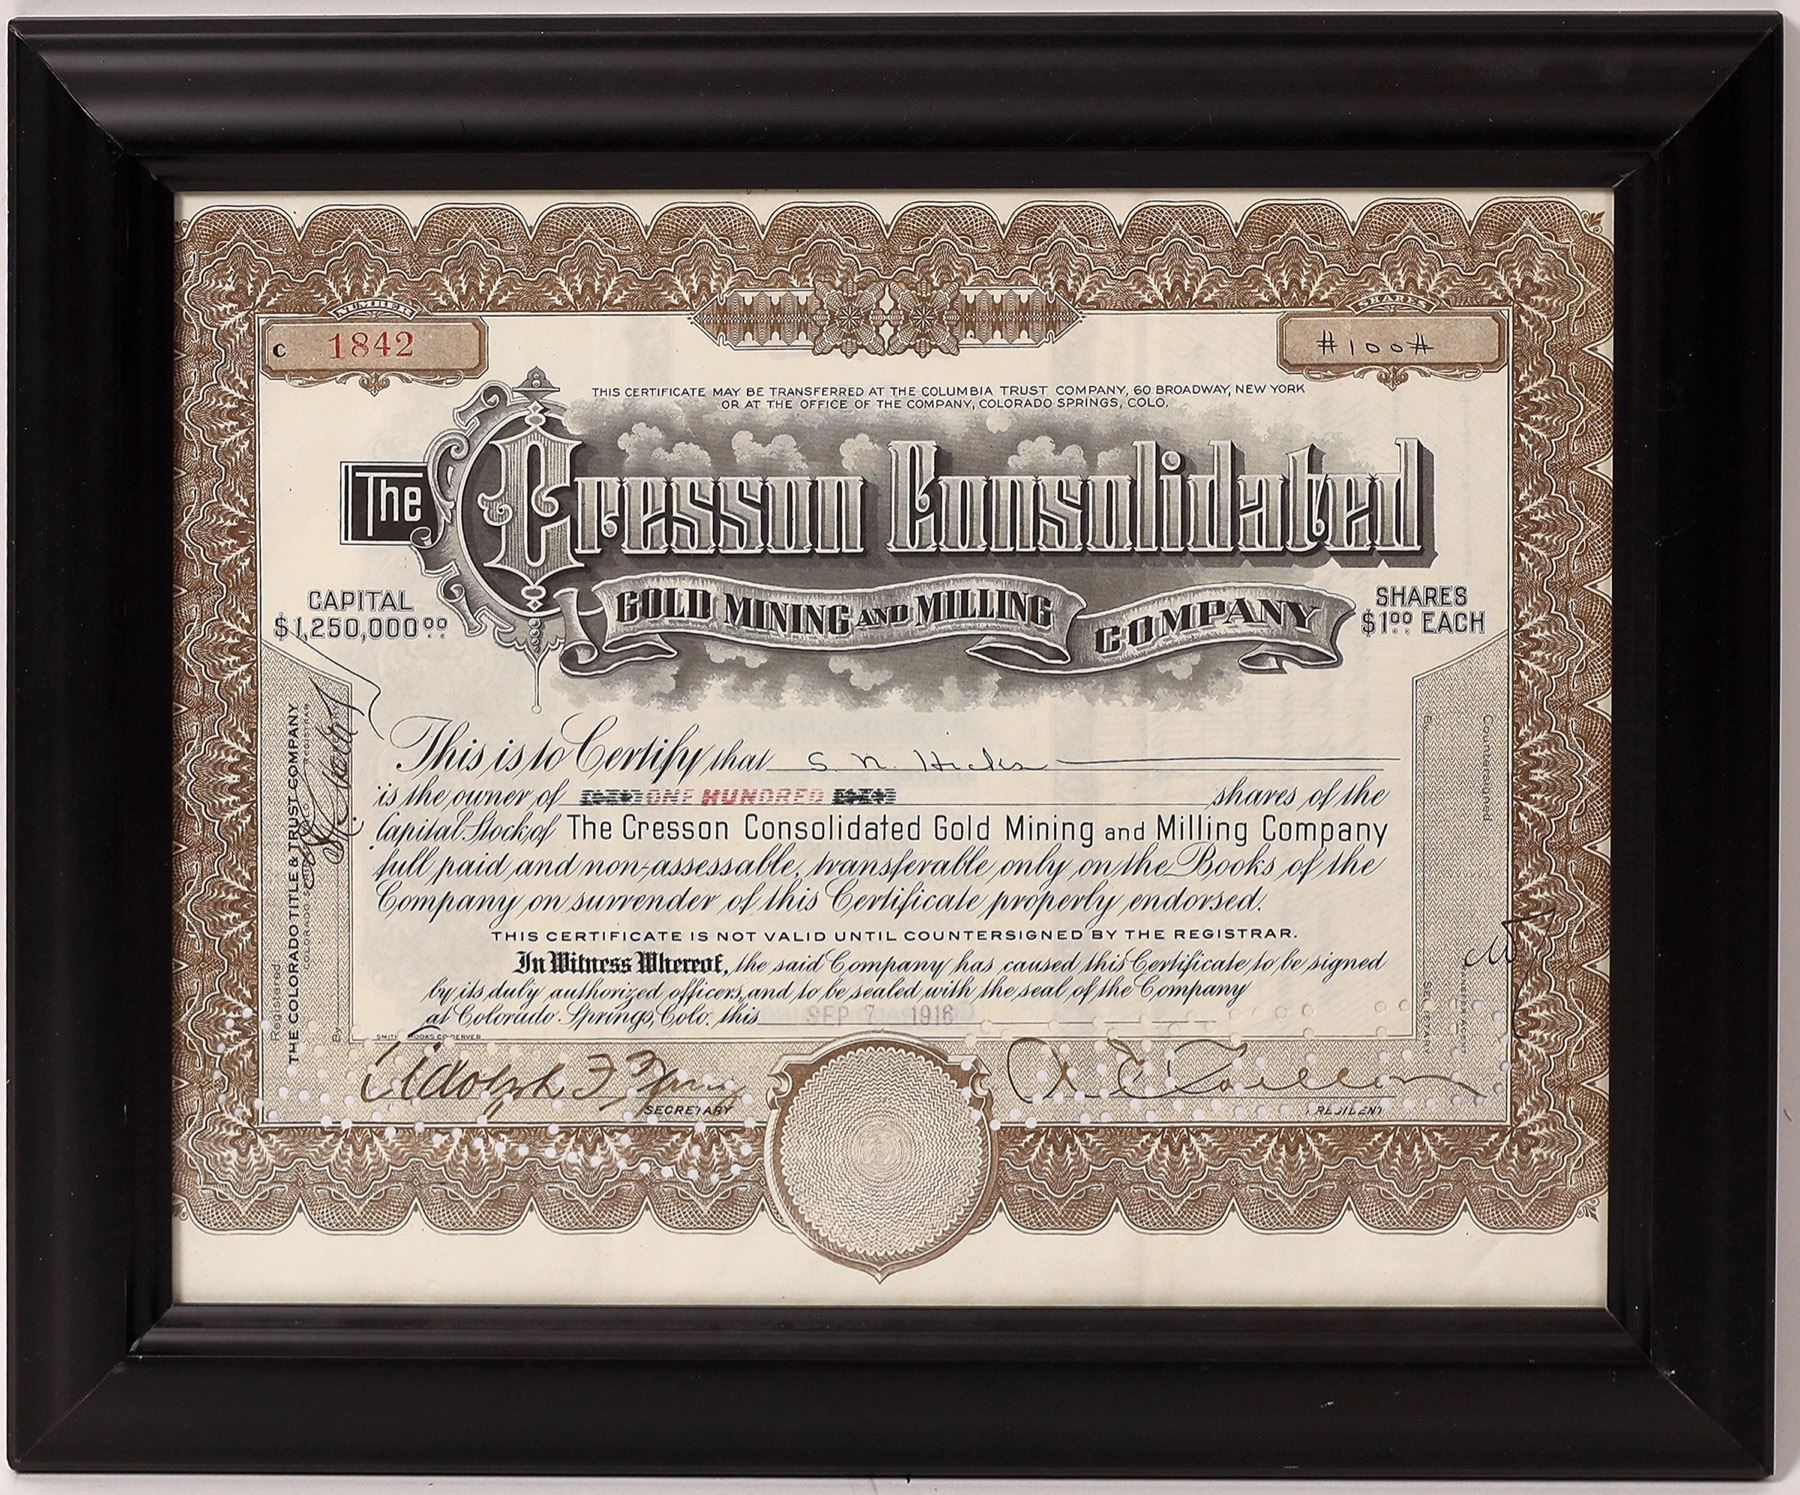 NUMBER
C 1842
SHARES
#100#
THIS CERTIFICATE MAY BE TRANSFERRED AT THE COLUMBIA TRUST COMPANY, 60 BROADWAY, NEW YORK
OR AT THE OFFICE OF THE COMPANY, COLORADO SPRINGS, COLO.
The Cresson Consolidated
GOLD MINING AND MILLING COMPANY
CAPITAL
$1,250,000.00
SHARES
$1.00 EACH
This is to Certify that S. N. Hicks
is the owner of ONE HUNDRED shares of the
Capital Stock of The Cresson Consolidated Gold Mining and Milling Company
full paid and non-assessable, transferable only on the Books of the
Company on surrender of this Certificate properly endorsed.
THIS CERTIFICATE IS NOT VALID UNTIL COUNTERSIGNED BY THE REGISTRAR.
In Witness Whereof, the said Company has caused this Certificate to be signed
by its duly authorized officers, and to be sealed with the seal of the Company
at Colorado Springs, Colo. this SEP 7 1916
SECRETARY
PRESIDENT
Registered
THE COLORADO TITLE & TRUST COMPANY
COLORADO REGISTRAR
By
Countersigned
By